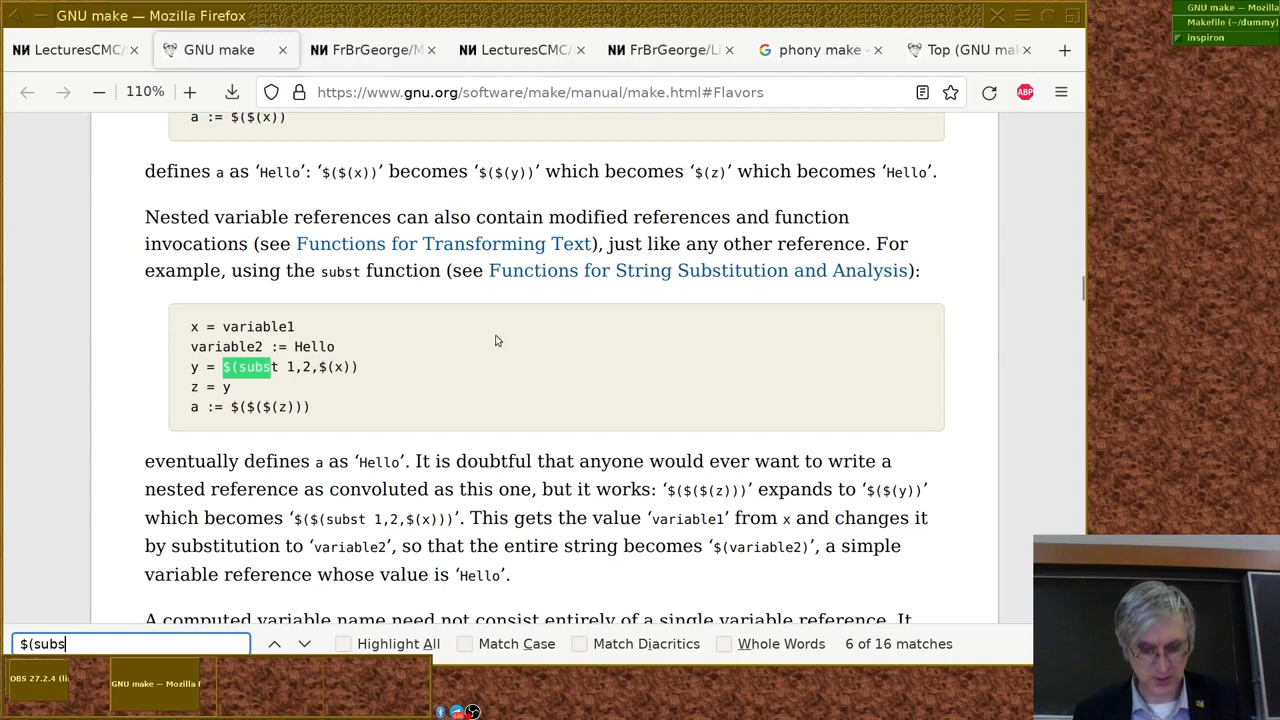 GNU make — Mozilla Firefox
GNU make — Mozilla
Makefile (~/dummy)
inspiron
LecturesCMC/
GNU make
FrBrGeorge/M
LecturesCMC/
FrBrGeorge/Li
phony make -
Top (GNU mak
110%
https://www.gnu.org/software/make/manual/make.html#Flavors
ABP
a := $($(x))
defines a as ‘Hello’: ‘$($(x))’ becomes ‘$($(y))’ which becomes ‘$(z)’ which becomes ‘Hello’.
Nested variable references can also contain modified references and function
invocations (see Functions for Transforming Text), just like any other reference. For
example, using the subst function (see Functions for String Substitution and Analysis):
x = variable1
variable2 := Hello
y = $(subst 1,2,$(x))
z = y
a := $($($(z)))
eventually defines a as ‘Hello’. It is doubtful that anyone would ever want to write a
nested reference as convoluted as this one, but it works: ‘$($($(z)))’ expands to ‘$($(y))’
which becomes ‘$($(subst 1,2,$(x)))’. This gets the value ‘variable1’ from x and changes it
by substitution to ‘variable2’, so that the entire string becomes ‘$(variable2)’, a simple
variable reference whose value is ‘Hello’.
A computed variable name need not consist entirely of a single variable reference. It
$(subs
Highlight All
Match Case
Match Diacritics
Whole Words
6 of 16 matches
OBS 27.2.4 (li
GNU make — Mozilla F